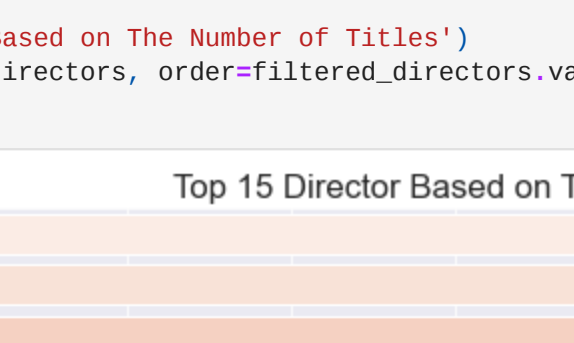 ased on The Number of Titles')
irectors, order=filtered_directors.va
Top 15 Director Based on T